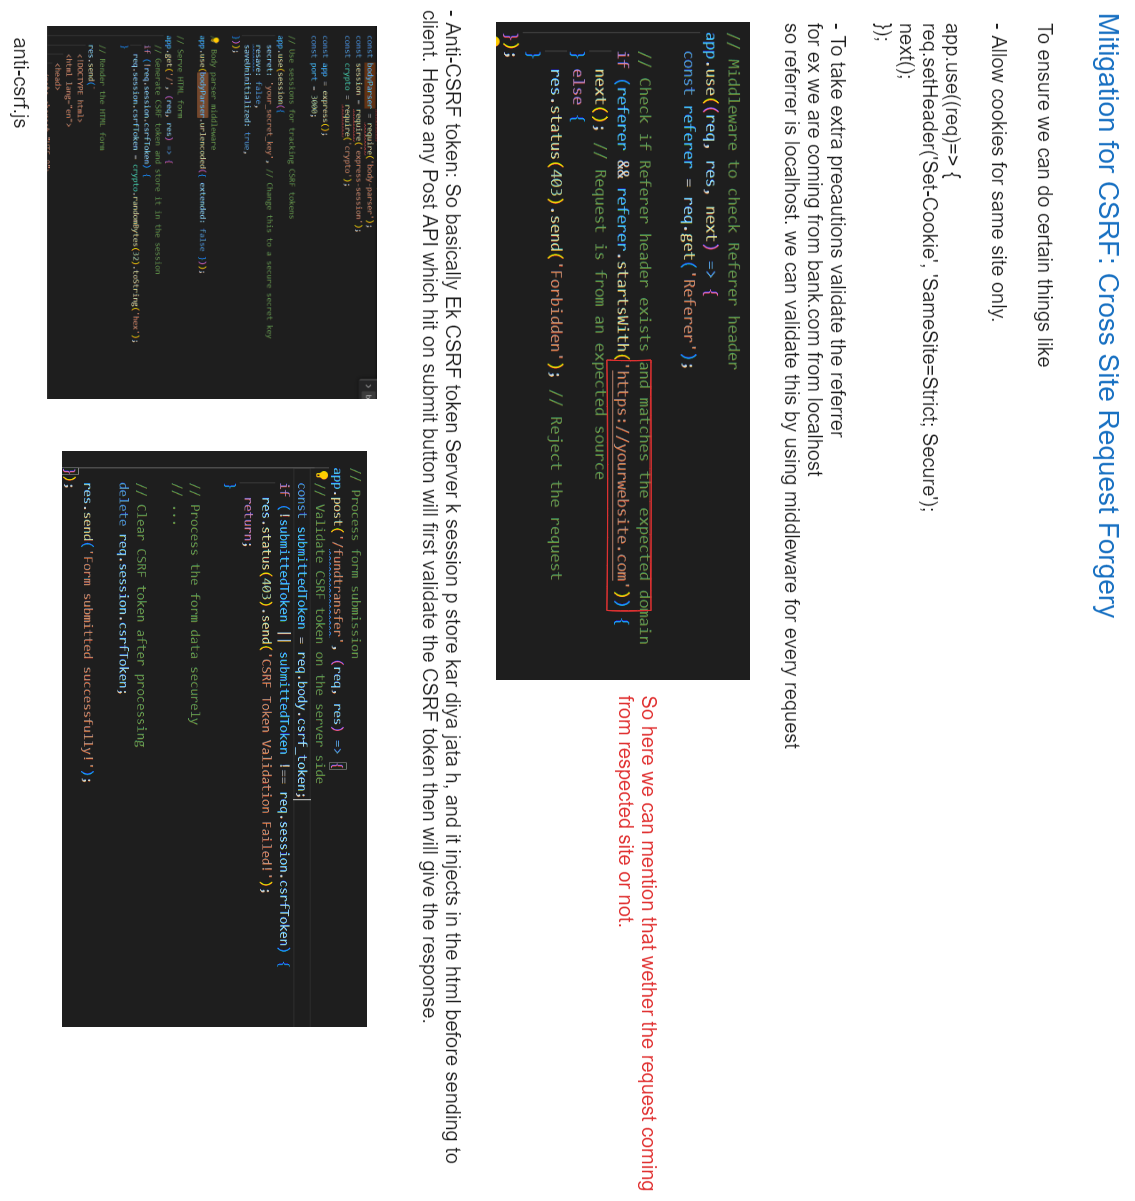 Mitigation for CSRF: Cross Site Request Forgery
To ensure we can do certain things like
- Allow cookies for same site only.
app.use((req)=> {
req.setHeader('Set-Cookie', 'SameSite=Strict; Secure');
next();
});
- To take extra precautions validate the referrer
for ex we are coming from bank.com from localhost
so referrer is localhost. we can validate this by using middleware for every request
// Middleware to check Referer header
app.use((req, res, next) => {
const referer = req.get('Referer');
// Check if Referer header exists and matches the expected domain
if (referer && referer.startsWith('https://yourwebsite.com')) {
next(); // Request is from an expected source
} else {
res.status(403).send('Forbidden'); // Reject the request
}
});
So here we can mention that wether the request coming
from respected site or not.
- Anti-CSRF token: So basically Ek CSRF token Server k session p store kar diya jata h, and it injects in the html before sending to
client. Hence any Post API which hit on submit button will first validate the CSRF token then will give the response.
const bodyParser = require('body-parser');
const session = require('express-session');
const crypto = require('crypto');
const app = express();
const port = 3000;
// Use sessions for tracking CSRF tokens
app.use(session({
secret: 'your_secret_key', // Change this to a secure secret key
resave: false,
saveUninitialized: true,
}));
// Body parser middleware
app.use(bodyParser.urlencoded({ extended: false }));
// Serve HTML form
app.get('/', (req, res) => {
// Generate CSRF token and store it in the session
if (!req.session.csrfToken) {
req.session.csrfToken = crypto.randomBytes(32).toString('hex');
}
// Render the HTML form
res.send(`
<!DOCTYPE html>
<html lang="en">
<head>
// Process form submission
app.post('/fundtransfer', (req, res) => {
// Validate CSRF token on the server side
const submittedToken = req.body.csrf_token;
if (!submittedToken || submittedToken !== req.session.csrfToken) {
res.status(403).send('CSRF Token Validation Failed!');
return;
}
// Process the form data securely
// ...
// Clear CSRF token after processing
delete req.session.csrfToken;
res.send('Form submitted successfully!');
});
anti-csrf.js